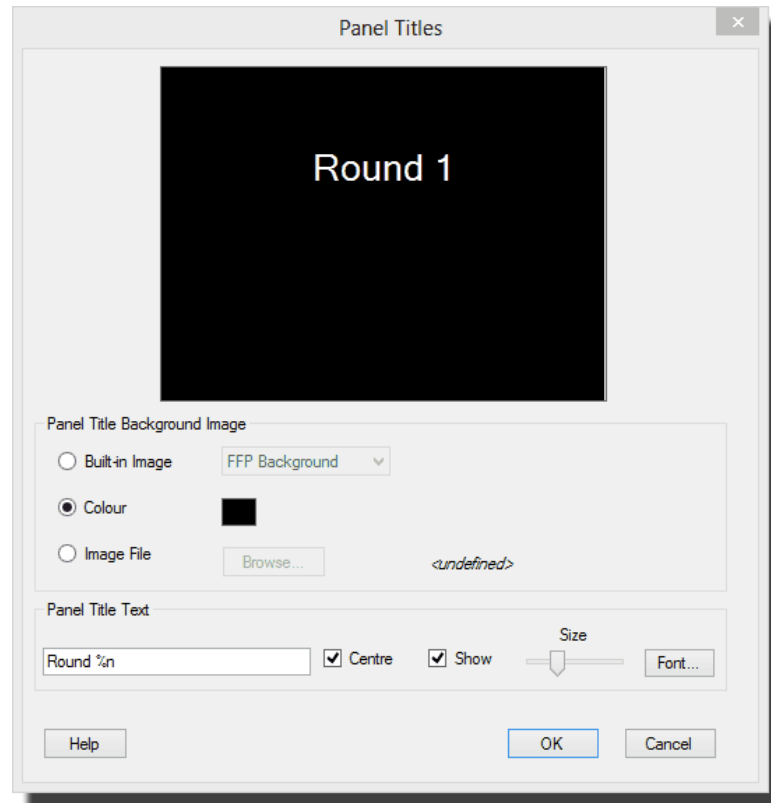 Panel Titles
Round 1
Panel Title Background Image
Built-in Image FFP Background
Colour
Image File Browse... <undefined>
Panel Title Text
Size
Round %n Centre Show Font...
Help OK Cancel